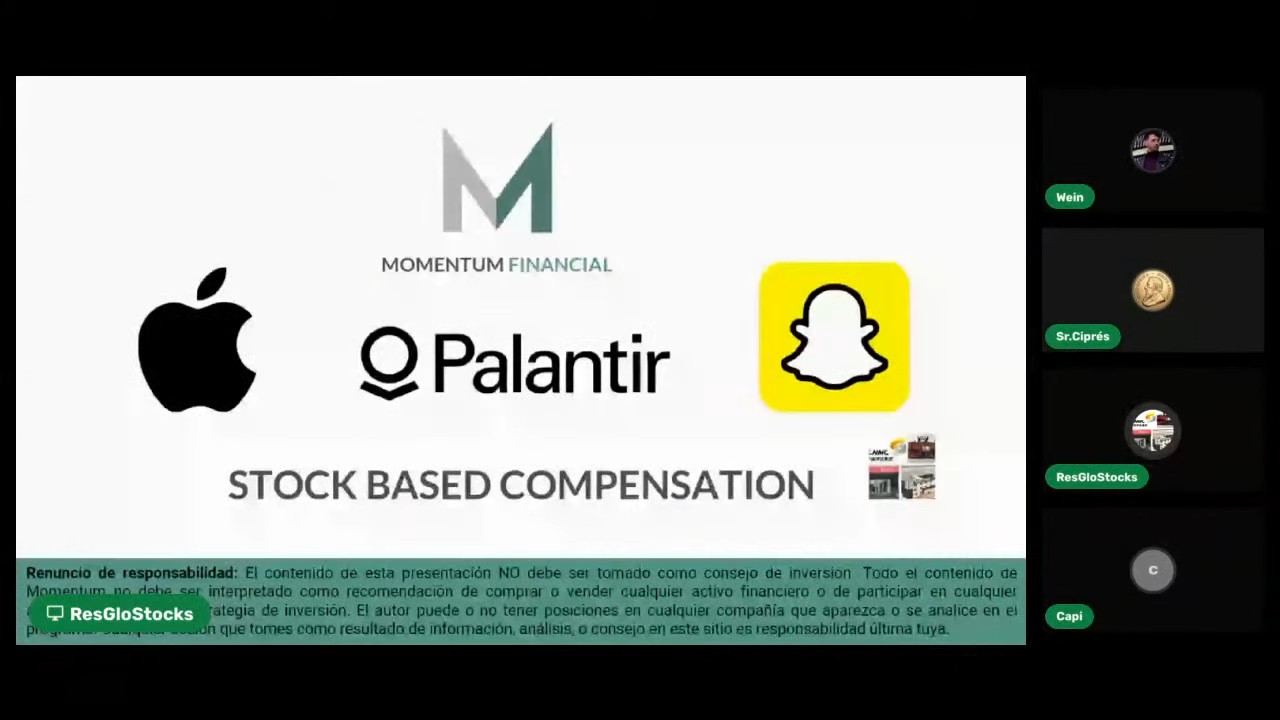 MOMENTUM FINANCIAL
Palantir
STOCK BASED COMPENSATION
Renuncio de responsabilidad: El contenido de esta presentación NO debe ser tomado como consejo de inversión. Todo el contenido de
Momentum no debe ser interpretado como recomendación de comprar o vender cualquier activo financiero o de participar en cualquier
rategia de inversión. El autor puede o no tener posiciones en cualquier compañía que aparezca o se analice en el
que tomes como resultado de información, análisis, o consejo en este sitio es responsabilidad última tuya.
ResGloStocks
Wein
Sr.Ciprés
ResGloStocks
C
Capi